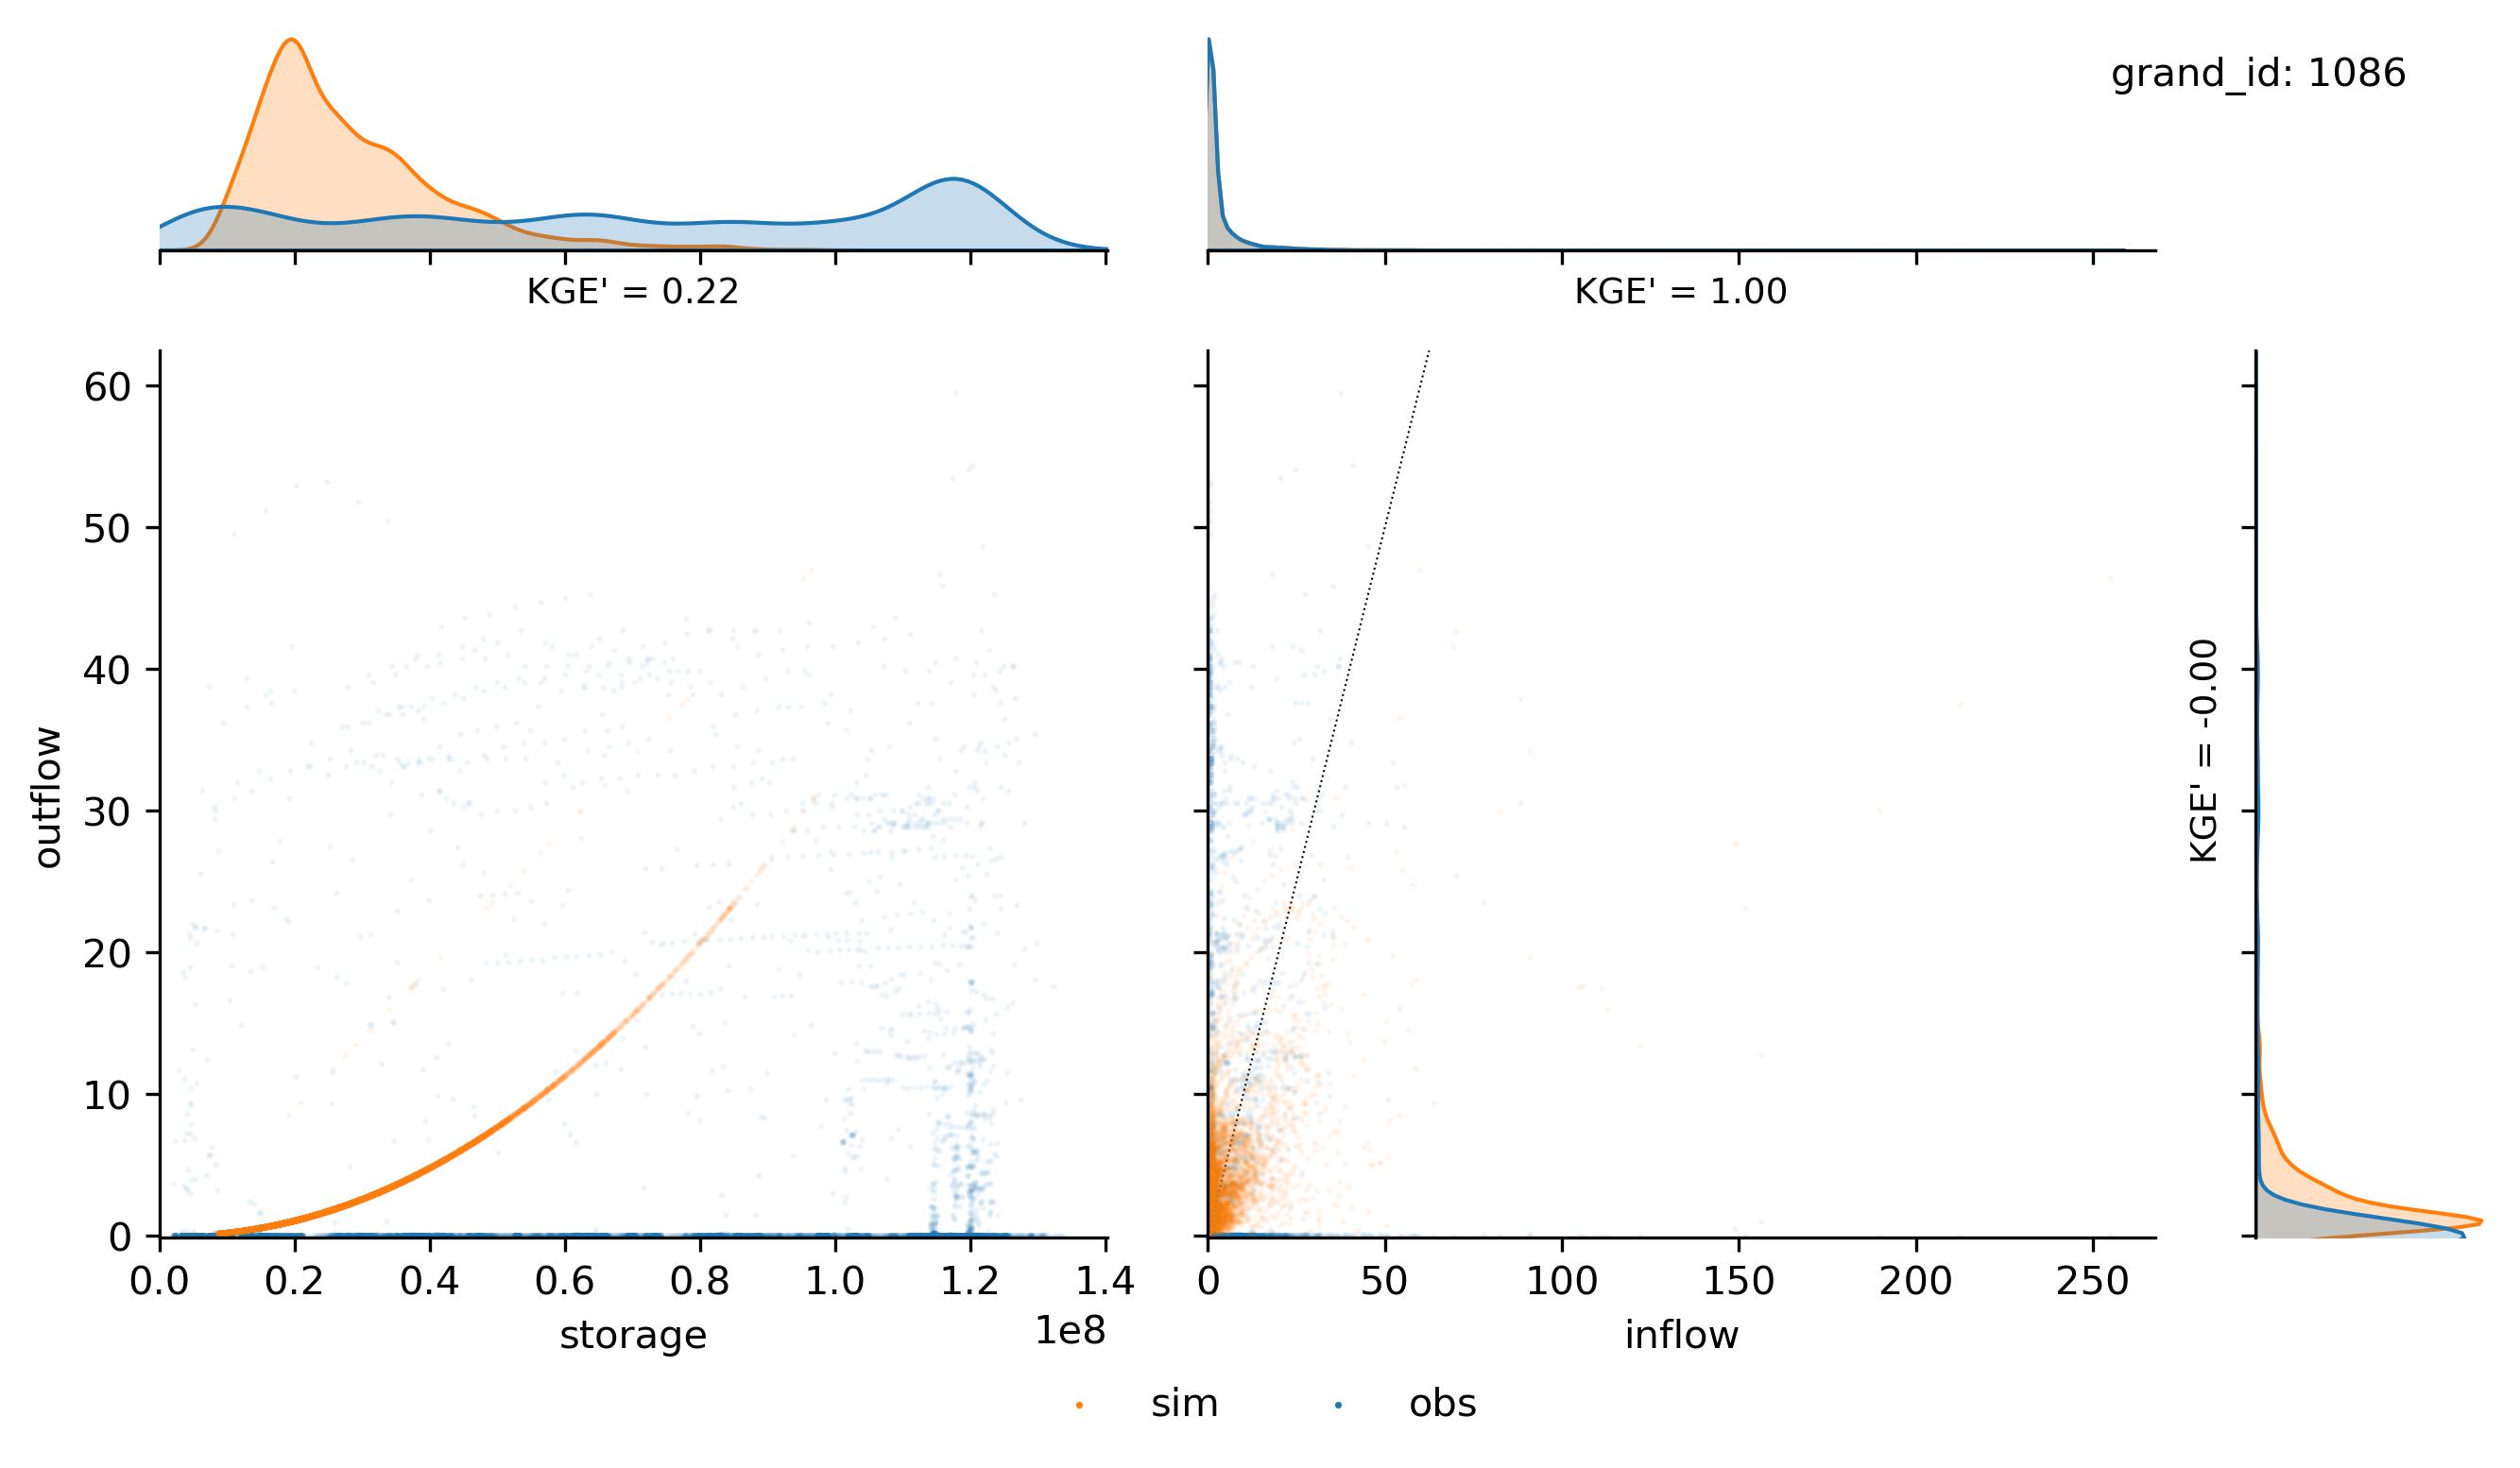 grand_id: 1086
KGE' = 0.22
KGE' = 1.00
60
50
40
30
20
10
0
outflow
KGE' = -0.00
0.0 0.2 0.4 0.6 0.8 1.0 1.2 1.4
1e8
storage
0 50 100 150 200 250
inflow
sim obs